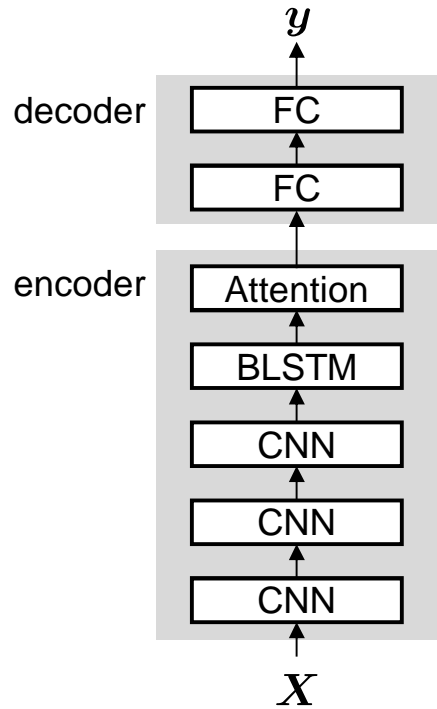 y
decoder
FC
FC
encoder
Attention
BLSTM
CNN
CNN
CNN
X